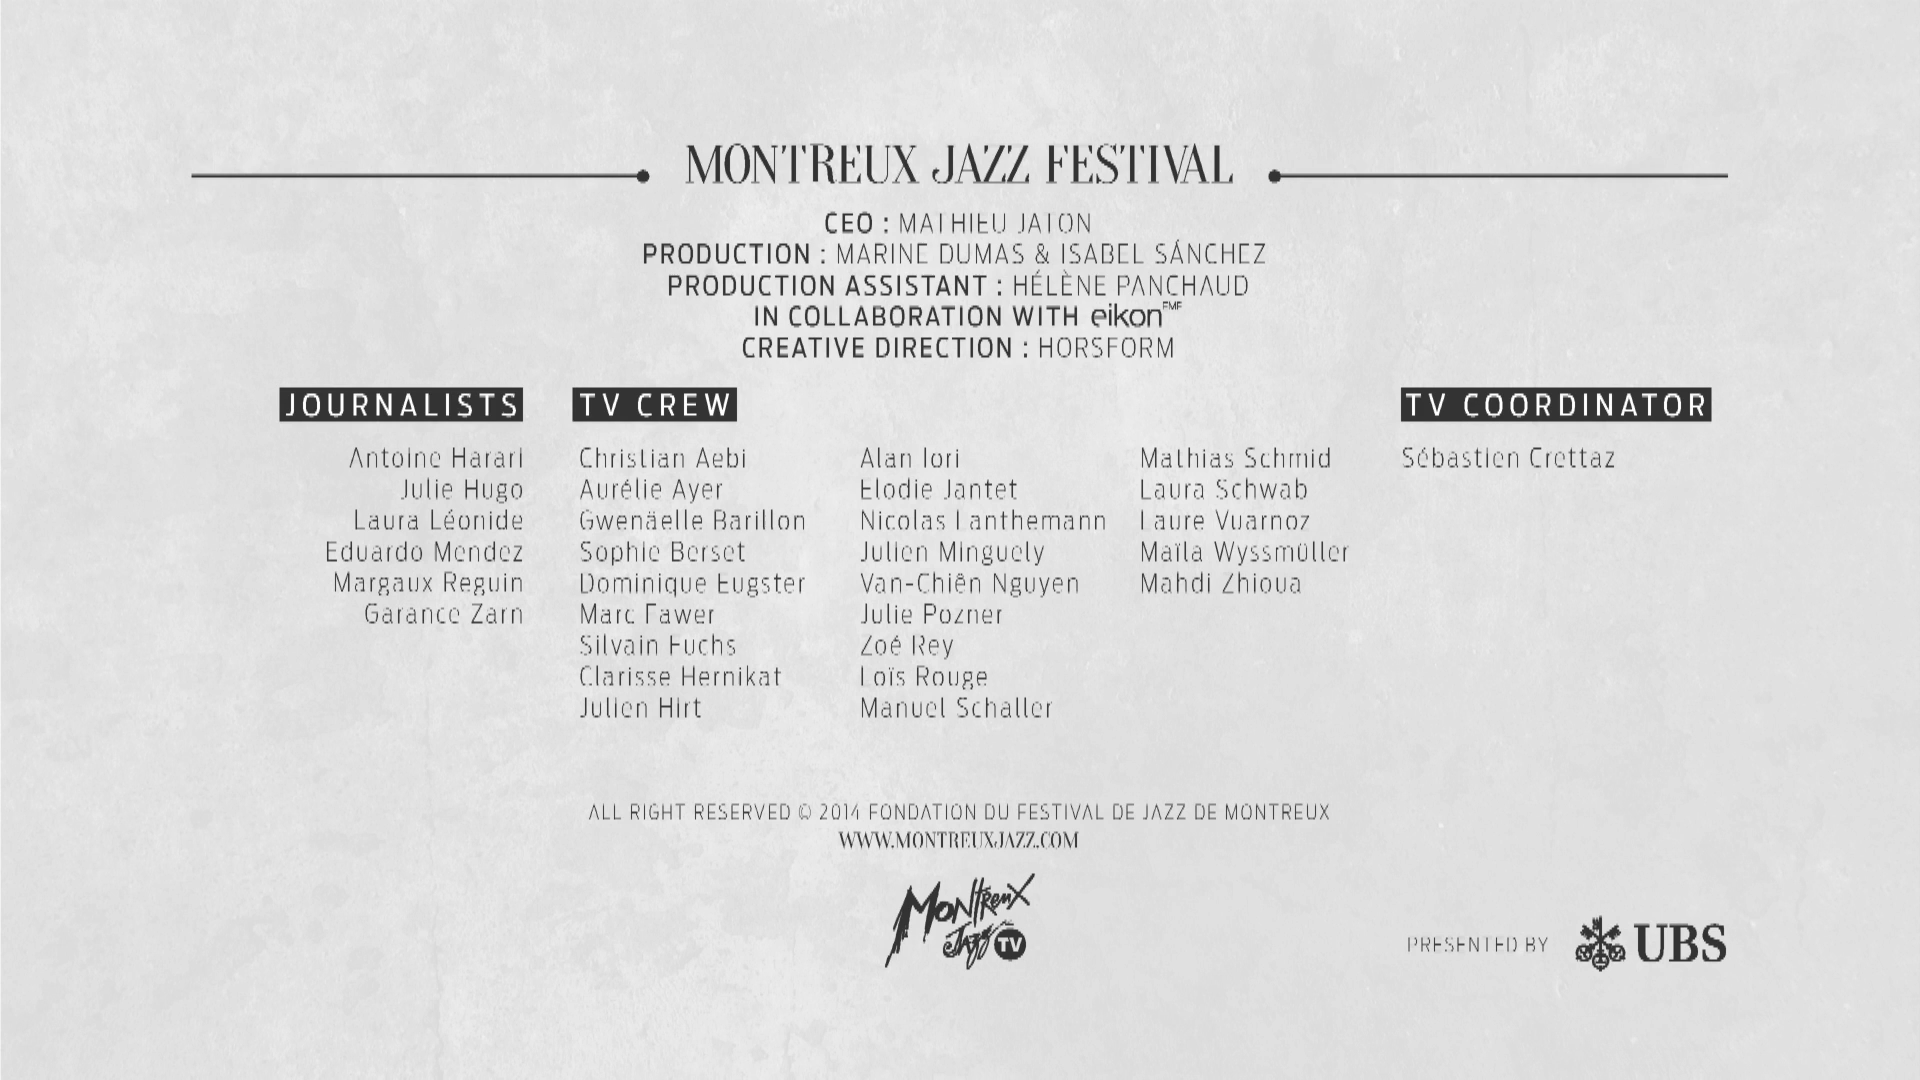 MONTREUX JAZZ FESTIVAL
CEO : MATHIEU JATON
PRODUCTION : MARINE DUMAS & ISABEL SÁNCHEZ
PRODUCTION ASSISTANT : HÉLÈNE PANCHAUD
IN COLLABORATION WITH eikon EMF
CREATIVE DIRECTION : HORSFORM
JOURNALISTS
Antoine Harari
Julie Hugo
Laura Léonide
Eduardo Mendez
Margaux Reguin
Garance Zarn
TV CREW
Christian Aebi
Aurélie Ayer
Gwenäelle Barillon
Sophie Berset
Dominique Eugster
Marc Fawer
Silvain Fuchs
Clarisse Hernikat
Julien Hirt
Alan Iori
Elodie Jantet
Nicolas Lanthemann
Julien Minguely
Van-Chiên Nguyen
Julie Pozner
Zoé Rey
Loïs Rouge
Manuel Schaller
Mathias Schmid
Laura Schwab
Laure Vuarnoz
Maïla Wyssmüller
Mahdi Zhioua
TV COORDINATOR
Sébastien Crettaz
ALL RIGHT RESERVED © 2014 FONDATION DU FESTIVAL DE JAZZ DE MONTREUX
WWW.MONTREUXJAZZ.COM
Montreux
Jazz TV
PRESENTED BY UBS